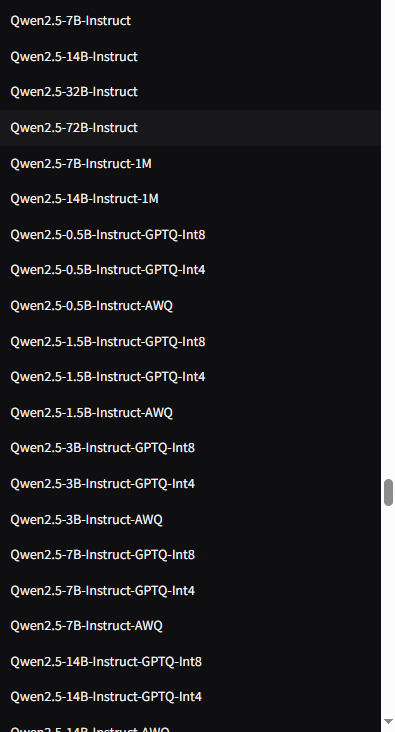 Qwen2.5-7B-Instruct
Qwen2.5-14B-Instruct
Qwen2.5-32B-Instruct
Qwen2.5-72B-Instruct
Qwen2.5-7B-Instruct-1M
Qwen2.5-14B-Instruct-1M
Qwen2.5-0.5B-Instruct-GPTQ-Int8
Qwen2.5-0.5B-Instruct-GPTQ-Int4
Qwen2.5-0.5B-Instruct-AWQ
Qwen2.5-1.5B-Instruct-GPTQ-Int8
Qwen2.5-1.5B-Instruct-GPTQ-Int4
Qwen2.5-1.5B-Instruct-AWQ
Qwen2.5-3B-Instruct-GPTQ-Int8
Qwen2.5-3B-Instruct-GPTQ-Int4
Qwen2.5-3B-Instruct-AWQ
Qwen2.5-7B-Instruct-GPTQ-Int8
Qwen2.5-7B-Instruct-GPTQ-Int4
Qwen2.5-7B-Instruct-AWQ
Qwen2.5-14B-Instruct-GPTQ-Int8
Qwen2.5-14B-Instruct-GPTQ-Int4
Qwen2.5-14B-Instruct-AWQ